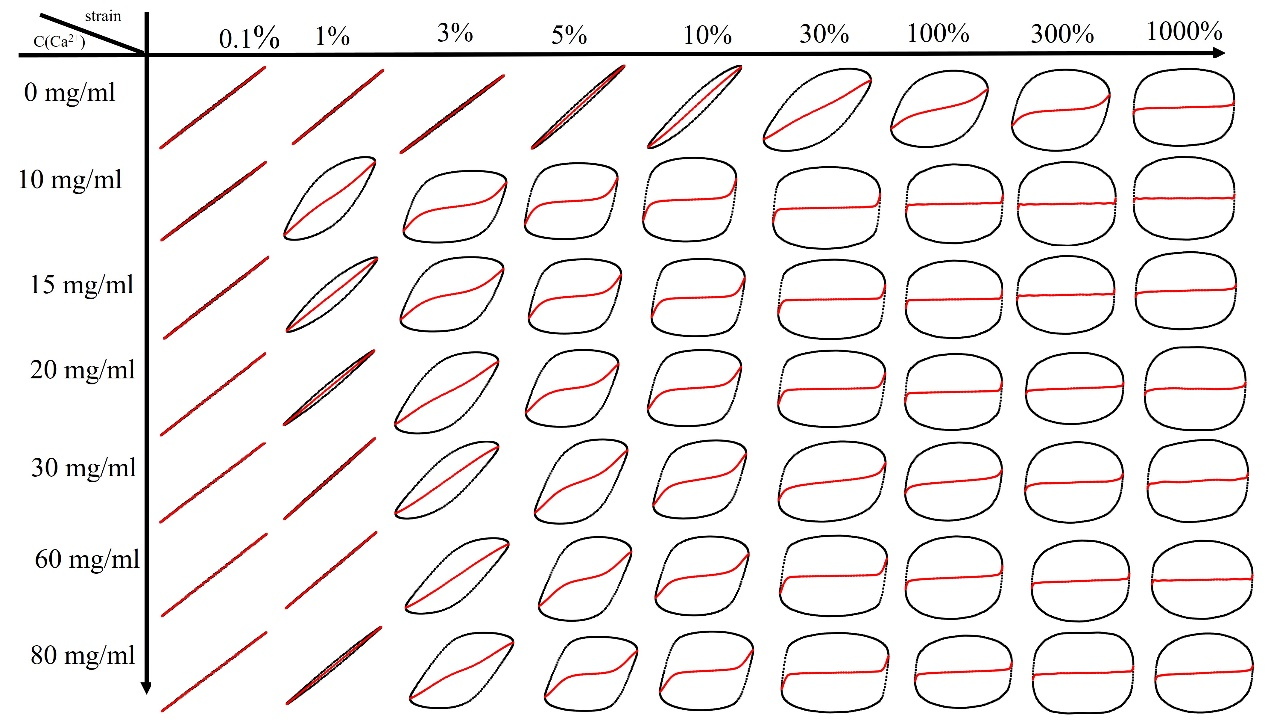 strain
C(Ca² )
0.1% 1% 3% 5% 10% 30% 100% 300% 1000%
0 mg/ml
10 mg/ml
15 mg/ml
20 mg/ml
30 mg/ml
60 mg/ml
80 mg/ml